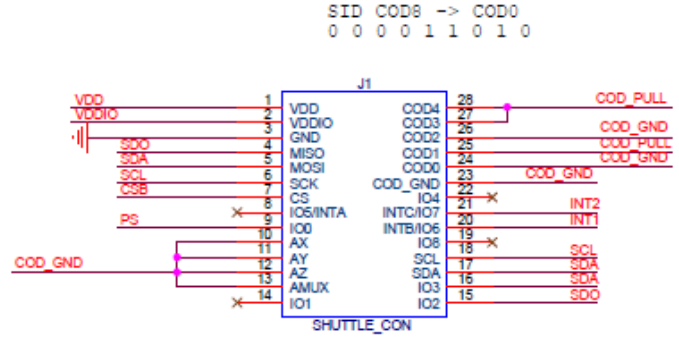 SID COD8 -> COD0
0 0 0 0 1 1 0 1 0
J1
VDD 1 VDD COD4 28 COD_PULL
VDDIO 2 VDDIO COD3 27
3 GND COD2 26 COD_GND
SDO 4 MISO COD1 25 COD_PULL
SDA 5 MOSI COD0 24 COD_GND
SCL 6 SCK COD_GND 23 COD_GND
CSB 7 CS IO4 22
8 IO5/INTA INTC/IO7 21 INT2
PS 9 IO0 INTB/IO6 20 INT1
10 AX IO8 19
11 AY SCL 18 SCL
COD_GND 12 AZ SDA 17 SDA
13 AMUX IO3 16 SDA
14 IO1 IO2 15 SDO
SHUTTLE_CON